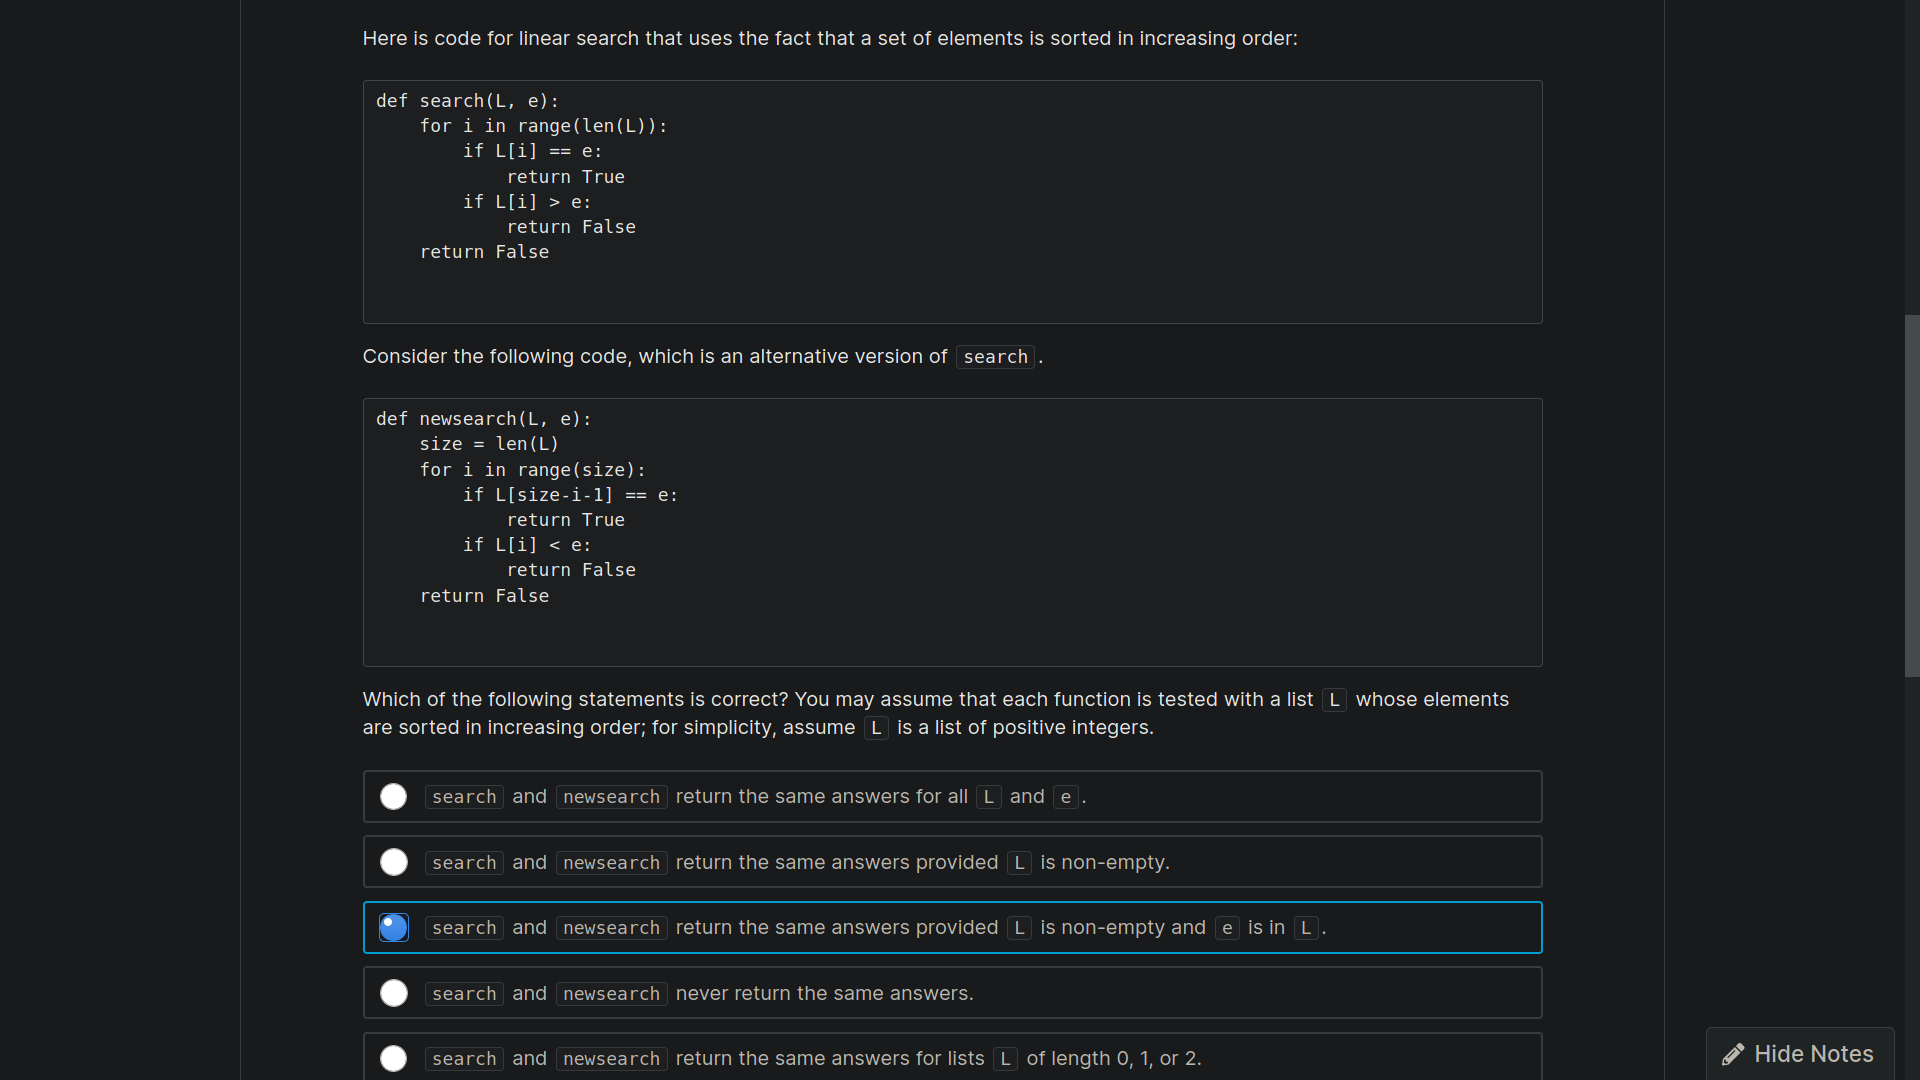 Here is code for linear search that uses the fact that a set of elements is sorted in increasing order:
def search(L, e):
    for i in range(len(L)):
        if L[i] == e:
            return True
        if L[i] > e:
            return False
    return False
Consider the following code, which is an alternative version of search.
def newsearch(L, e):
    size = len(L)
    for i in range(size):
        if L[size-i-1] == e:
            return True
        if L[i] < e:
            return False
    return False
Which of the following statements is correct? You may assume that each function is tested with a list L whose elements
are sorted in increasing order; for simplicity, assume L is a list of positive integers.
search and newsearch return the same answers for all L and e.
search and newsearch return the same answers provided L is non-empty.
search and newsearch return the same answers provided L is non-empty and e is in L.
search and newsearch never return the same answers.
search and newsearch return the same answers for lists L of length 0, 1, or 2.
Hide Notes